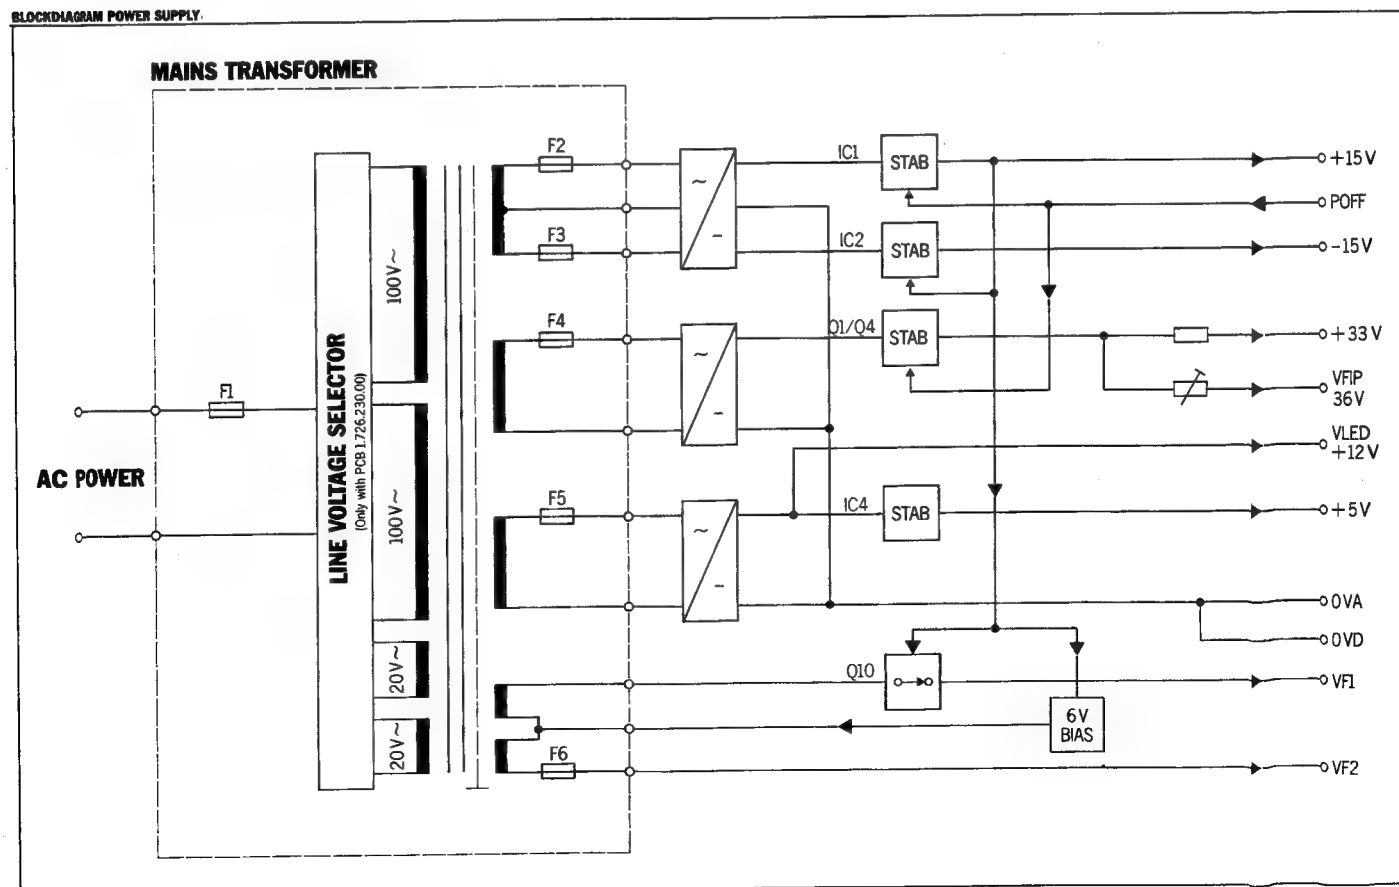 BLOCKDIAGRAM POWER SUPPLY.
MAINS TRANSFORMER
F2
IC1
STAB
+15V
POFF
F3
IC2
STAB
-15V
100V~
F4
Q1/Q4
STAB
+33V
VFIP
36V
F1
VLED
+12V
LINE VOLTAGE SELECTOR
(Only with PCB 1.726.230.00)
AC POWER
100V~
F5
IC4
STAB
+5V
~
-
~
-
~
-
0VA
0VD
20V~
Q10
VF1
6V
BIAS
20V~
F6
VF2